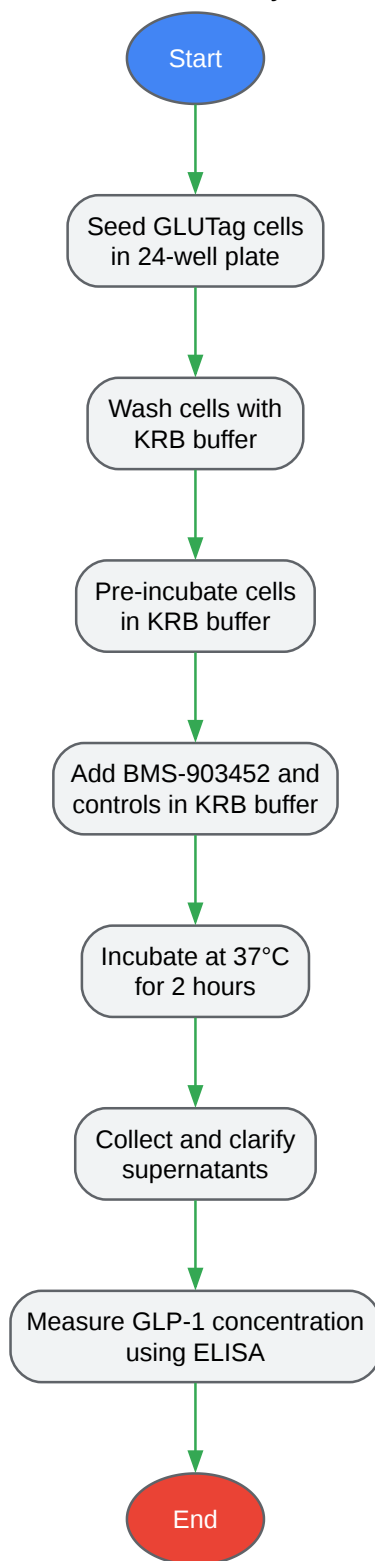 Start
Seed GLUTag cells
in 24-well plate
Wash cells with
KRB buffer
Pre-incubate cells
in KRB buffer
Add BMS-903452 and
controls in KRB buffer
Incubate at 37°C
for 2 hours
Collect and clarify
supernatants
Measure GLP-1 concentration
using ELISA
End